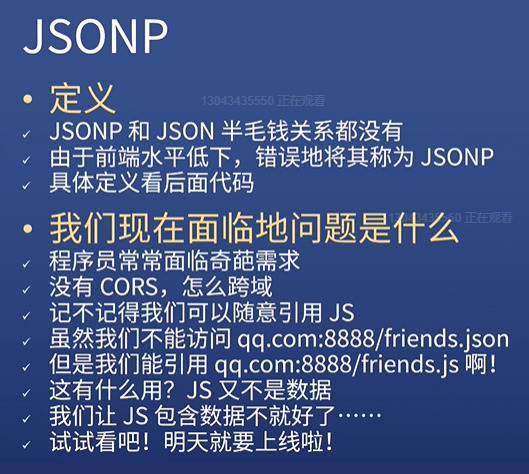 JSONP
• 定义
13043435550 正在观看
✓ JSONP 和 JSON 半毛钱关系都没有
✓ 由于前端水平低下，错误地将其称为 JSONP
✓ 具体定义看后面代码
13043435550 正在观看
• 我们现在面临地问题是什么
✓ 程序员常常面临奇葩需求
✓ 没有 CORS，怎么跨域
✓ 记不记得我们可以随意引用 JS
✓ 虽然我们不能访问 qq.com:8888/friends.json
✓ 但是我们能引用 qq.com:8888/friends.js 啊！
✓ 这有什么用？JS 又不是数据
✓ 我们让 JS 包含数据不就好了……
✓ 试试看吧！明天就要上线啦！